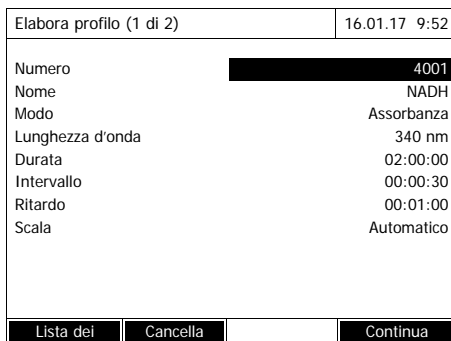 Elabora profilo (1 di 2) 16.01.17 9:52
Numero 4001
Nome NADH
Modo Assorbanza
Lunghezza d'onda 340 nm
Durata 02:00:00
Intervallo 00:00:30
Ritardo 00:01:00
Scala Automatico
Lista dei Cancella Continua